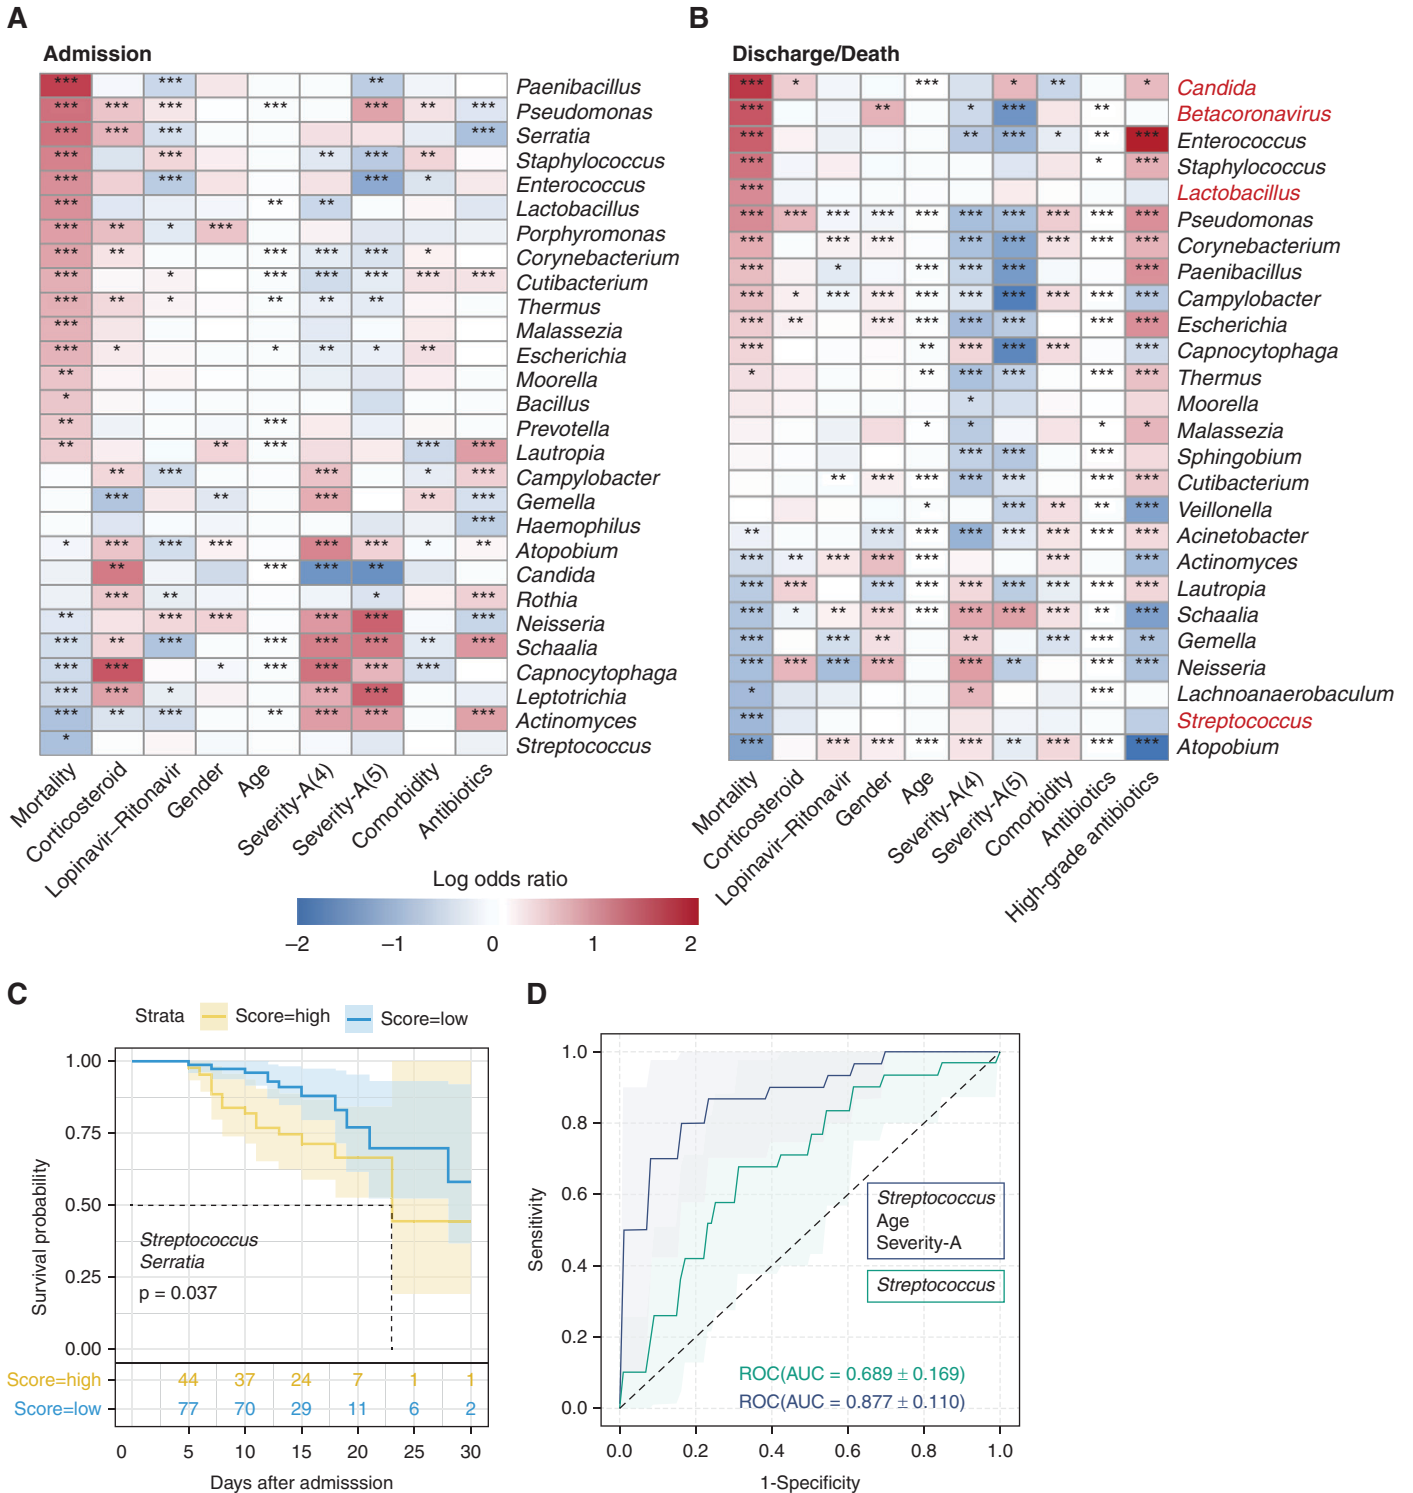 A
Admission
*** *** ** Paenibacillus
*** *** *** *** *** ** *** Pseudomonas
*** *** *** *** Serratia
*** *** ** *** ** Staphylococcus
*** *** *** * Enterococcus
*** ** ** Lactobacillus
*** ** * *** Porphyromonas
*** ** *** *** *** * Corynebacterium
*** * *** *** *** *** *** Cutibacterium
*** ** * ** ** ** Thermus
*** Malassezia
*** * * ** * ** Escherichia
** Moorella
* Bacillus
** *** Prevotella
** ** *** *** *** Lautropia
** *** *** * *** Campylobacter
*** ** *** ** *** Gemella
*** Haemophilus
* *** *** *** *** *** * ** Atopobium
** *** *** ** Candida
*** ** * *** Rothia
** *** *** *** *** *** Neisseria
*** ** *** *** *** *** ** *** Schaalia
*** *** * *** *** *** *** Capnocytophaga
*** *** * *** *** Leptotrichia
*** ** *** ** *** *** *** Actinomyces
* Streptococcus
Mortality
Corticosteroid
Lopinavir–Ritonavir
Gender
Age
Severity-A(4)
Severity-A(5)
Comorbidity
Antibiotics
B
Discharge/Death
*** * *** * ** * Candida
*** ** * *** ** Betacoronavirus
*** ** *** * ** *** Enterococcus
*** * *** Staphylococcus
*** Lactobacillus
*** *** *** *** *** *** *** *** *** *** Pseudomonas
*** *** *** *** *** *** *** *** Corynebacterium
*** * *** *** *** *** Paenibacillus
*** * *** *** *** *** *** *** *** *** Campylobacter
*** ** *** *** *** *** *** *** Escherichia
*** ** *** *** *** *** Capnocytophaga
* ** *** *** *** *** Thermus
* Moorella
* * * * Malassezia
*** *** *** Sphingobium
** *** *** *** *** *** *** Cutibacterium
* *** ** ** *** Veillonella
** *** *** *** *** *** *** *** Acinetobacter
*** ** *** *** *** *** *** Actinomyces
*** *** *** *** *** *** *** *** *** Lautropia
*** * ** *** *** *** *** *** ** *** Schaalia
*** *** ** ** *** *** ** Gemella
*** *** *** *** *** ** *** *** Neisseria
* * *** Lachnoanaerobaculum
*** Streptococcus
*** *** *** *** *** ** *** *** *** Atopobium
Mortality
Corticosteroid
Lopinavir–Ritonavir
Gender
Age
Severity-A(4)
Severity-A(5)
Comorbidity
Antibiotics
High-grade antibiotics
Log odds ratio
−2 −1 0 1 2
C
Strata Score=high Score=low
1.00
0.75
0.50
0.25
0.00
Survival probability
Streptococcus
Serratia
p = 0.037
Score=high 44 37 24 7 1 1
Score=low 77 70 29 11 6 2
0 5 10 15 20 25 30
Days after admisssion
D
1.0
0.8
0.6
0.4
0.2
0.0
Sensitivity
Streptococcus
Age
Severity-A
Streptococcus
ROC(AUC = 0.689 ± 0.169)
ROC(AUC = 0.877 ± 0.110)
0.0 0.2 0.4 0.6 0.8 1.0
1-Specificity